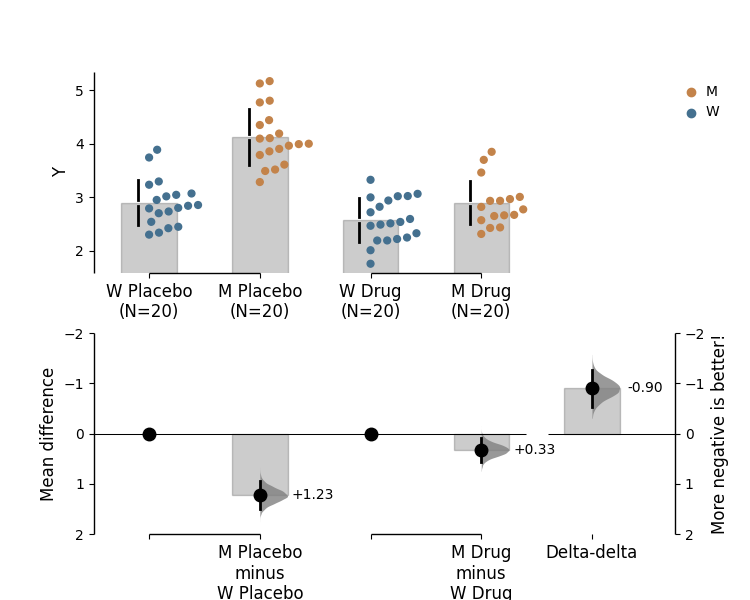 5
4
3
2
Y
M
W
W Placebo
(N=20)
M Placebo
(N=20)
W Drug
(N=20)
M Drug
(N=20)
−2
−1
0
1
2
Mean difference
+1.23
+0.33
-0.90
−2
−1
0
1
2
More negative is better!
M Placebo
minus
W Placebo
M Drug
minus
W Drug
Delta-delta